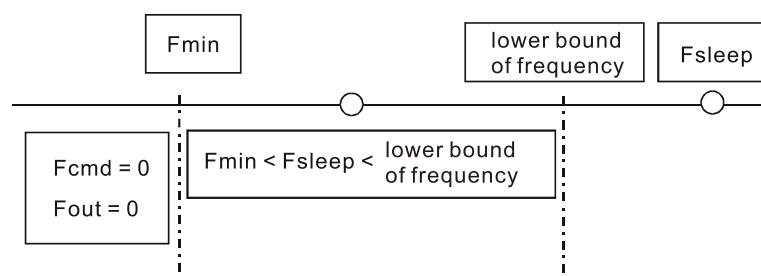 Fmin
lower bound
of frequency
Fsleep
Fcmd = 0
Fout = 0
Fmin < Fsleep < lower bound
of frequency